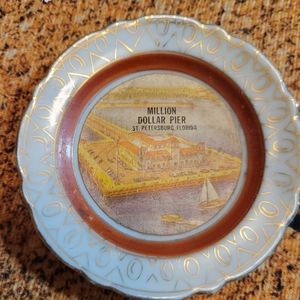 MILLION
DOLLAR PIER
ST. PETERSBURG, FLORIDA